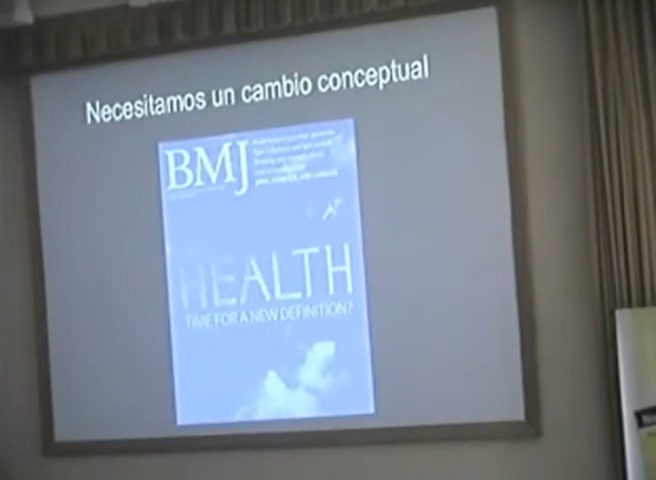 Necesitamos un cambio conceptual
BMJ
HEALTH
TIME FOR A NEW DEFINITION?